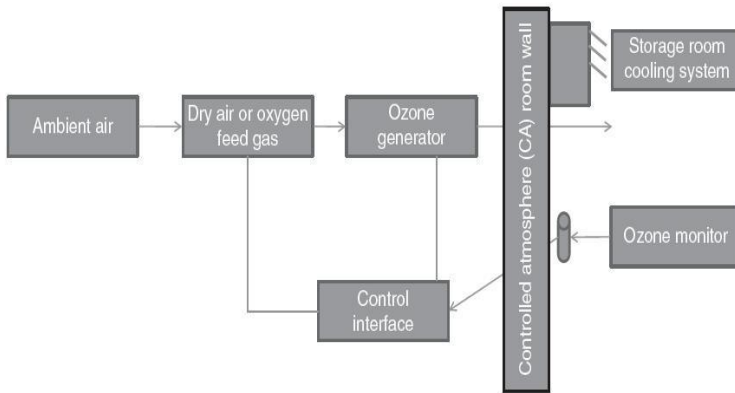 Ambient air
Dry air or oxygen
feed gas
Ozone
generator
Controlled atmosphere (CA) room wall
Storage room
cooling system
Ozone monitor
Control
interface